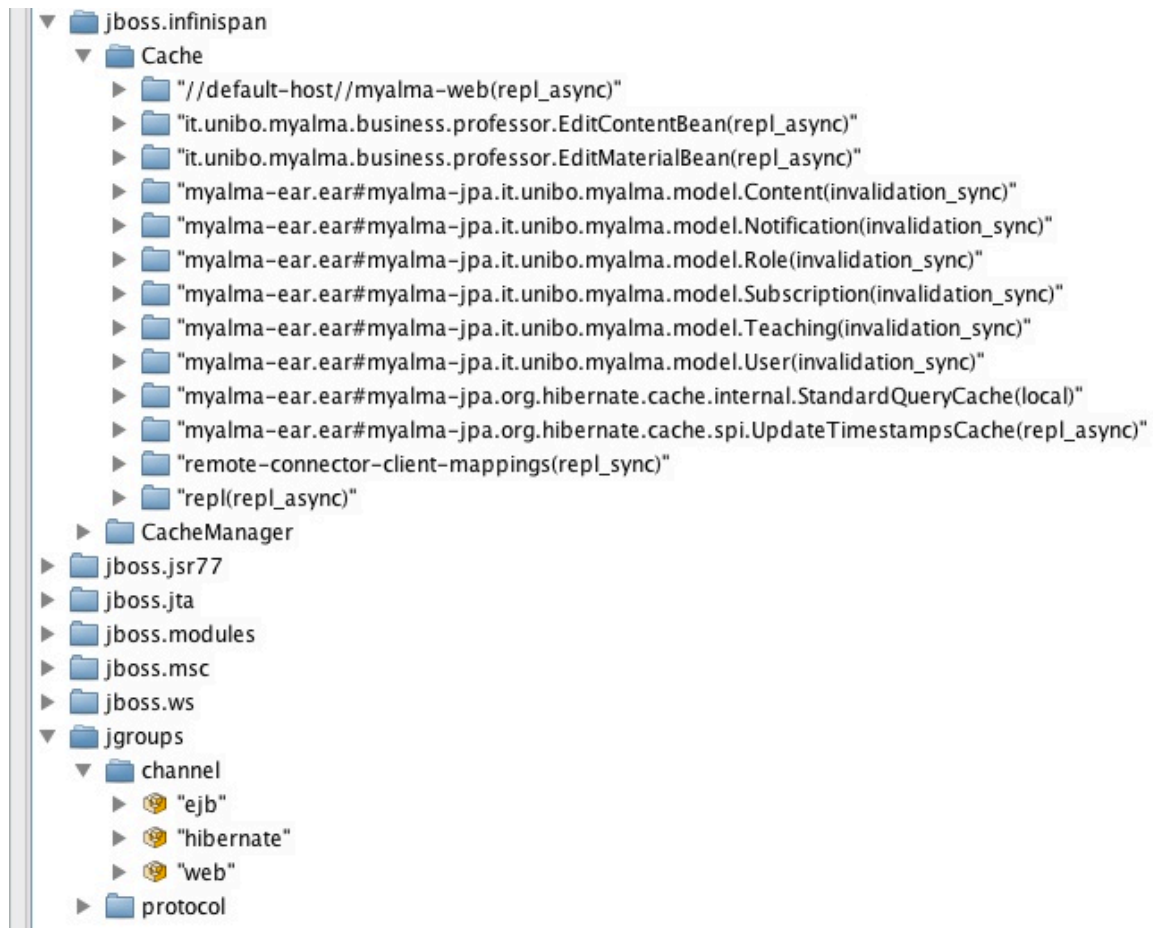 jboss.infinispan
Cache
"//default-host//myalma-web(repl_async)"
"it.unibo.myalma.business.professor.EditContentBean(repl_async)"
"it.unibo.myalma.business.professor.EditMaterialBean(repl_async)"
"myalma-ear.ear#myalma-jpa.it.unibo.myalma.model.Content(invalidation_sync)"
"myalma-ear.ear#myalma-jpa.it.unibo.myalma.model.Notification(invalidation_sync)"
"myalma-ear.ear#myalma-jpa.it.unibo.myalma.model.Role(invalidation_sync)"
"myalma-ear.ear#myalma-jpa.it.unibo.myalma.model.Subscription(invalidation_sync)"
"myalma-ear.ear#myalma-jpa.it.unibo.myalma.model.Teaching(invalidation_sync)"
"myalma-ear.ear#myalma-jpa.it.unibo.myalma.model.User(invalidation_sync)"
"myalma-ear.ear#myalma-jpa.org.hibernate.cache.internal.StandardQueryCache(local)"
"myalma-ear.ear#myalma-jpa.org.hibernate.cache.spi.UpdateTimestampsCache(repl_async)"
"remote-connector-client-mappings(repl_sync)"
"repl(repl_async)"
CacheManager
jboss.jsr77
jboss.jta
jboss.modules
jboss.msc
jboss.ws
jgroups
channel
"ejb"
"hibernate"
"web"
protocol